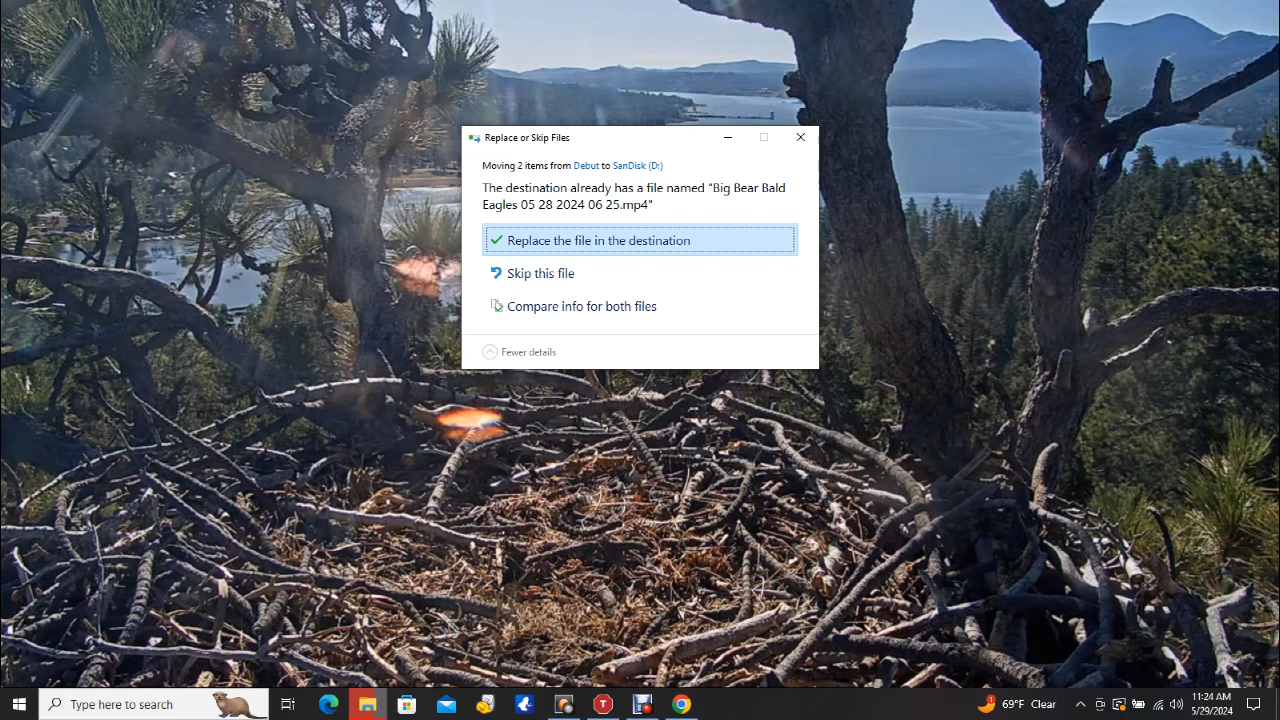 Replace or Skip Files
Moving 2 items from Debut to SanDisk (D:)
The destination already has a file named "Big Bear Bald
Eagles 05 28 2024 06 25.mp4"
Replace the file in the destination
Skip this file
Compare info for both files
Fewer details
Type here to search
T
69°F Clear
11:24 AM
5/29/2024